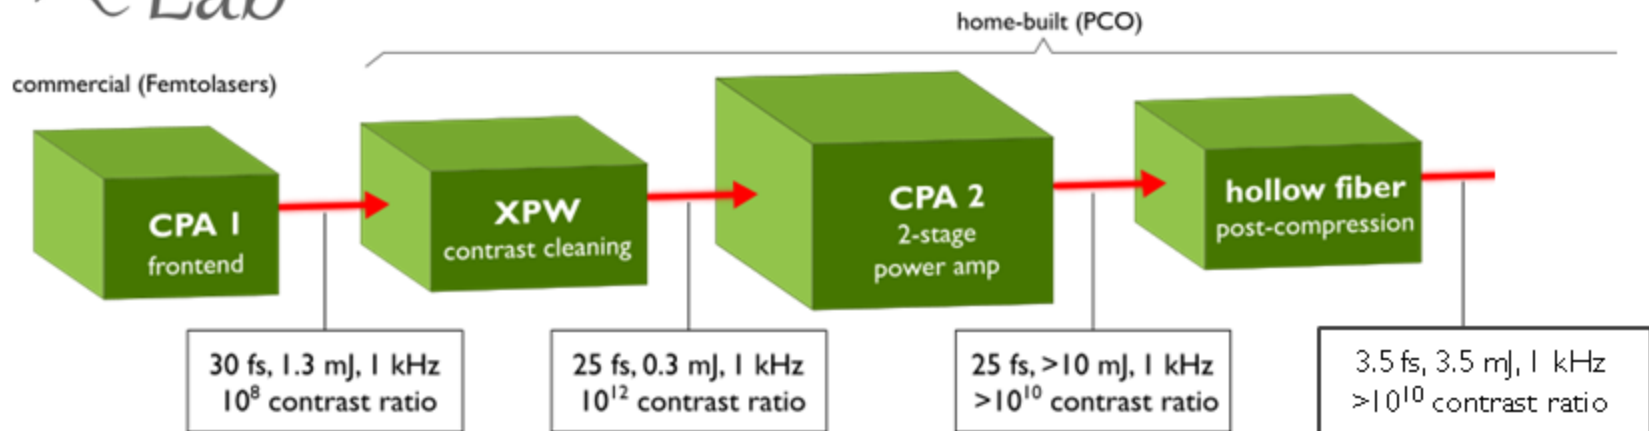 Lab
home-built (PCO)
commercial (Femtolasers)
CPA 1
frontend
XPW
contrast cleaning
CPA 2
2-stage
power amp
hollow fiber
post-compression
30 fs, 1.3 mJ, 1 kHz
10⁸ contrast ratio
25 fs, 0.3 mJ, 1 kHz
10¹² contrast ratio
25 fs, >10 mJ, 1 kHz
>10¹⁰ contrast ratio
3.5 fs, 3.5 mJ, 1 kHz
>10¹⁰ contrast ratio